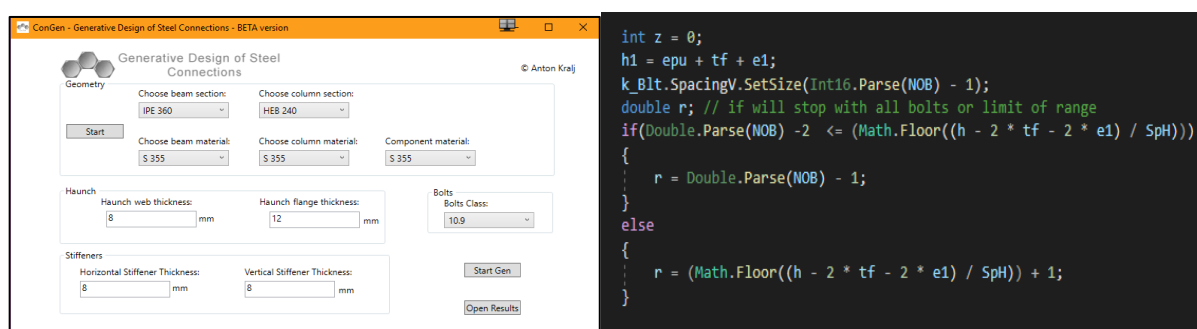 ConGen - Generative Design of Steel Connections - BETA version
Generative Design of Steel
Connections
© Anton Kralj
Geometry
Choose beam section:
Choose column section:
IPE 360
HEB 240
Start
Choose beam material:
Choose column material:
Component material:
S 355
S 355
S 355
Haunch
Haunch web thickness:
Haunch flange thickness:
8
mm
12
mm
Bolts
Bolts Class:
10.9
Stiffeners
Horizontal Stiffener Thickness:
Vertical Stiffener Thickness:
8
mm
8
mm
Start Gen
Open Results
int z = 0;
h1 = epu + tf + e1;
k_Blt.SpacingV.SetSize(Int16.Parse(NOB) - 1);
double r; // if will stop with all bolts or limit of range
if(Double.Parse(NOB) -2  <= (Math.Floor((h - 2 * tf - 2 * e1) / SpH)))
{
r = Double.Parse(NOB) - 1;
}
else
{
r = (Math.Floor((h - 2 * tf - 2 * e1) / SpH)) + 1;
}